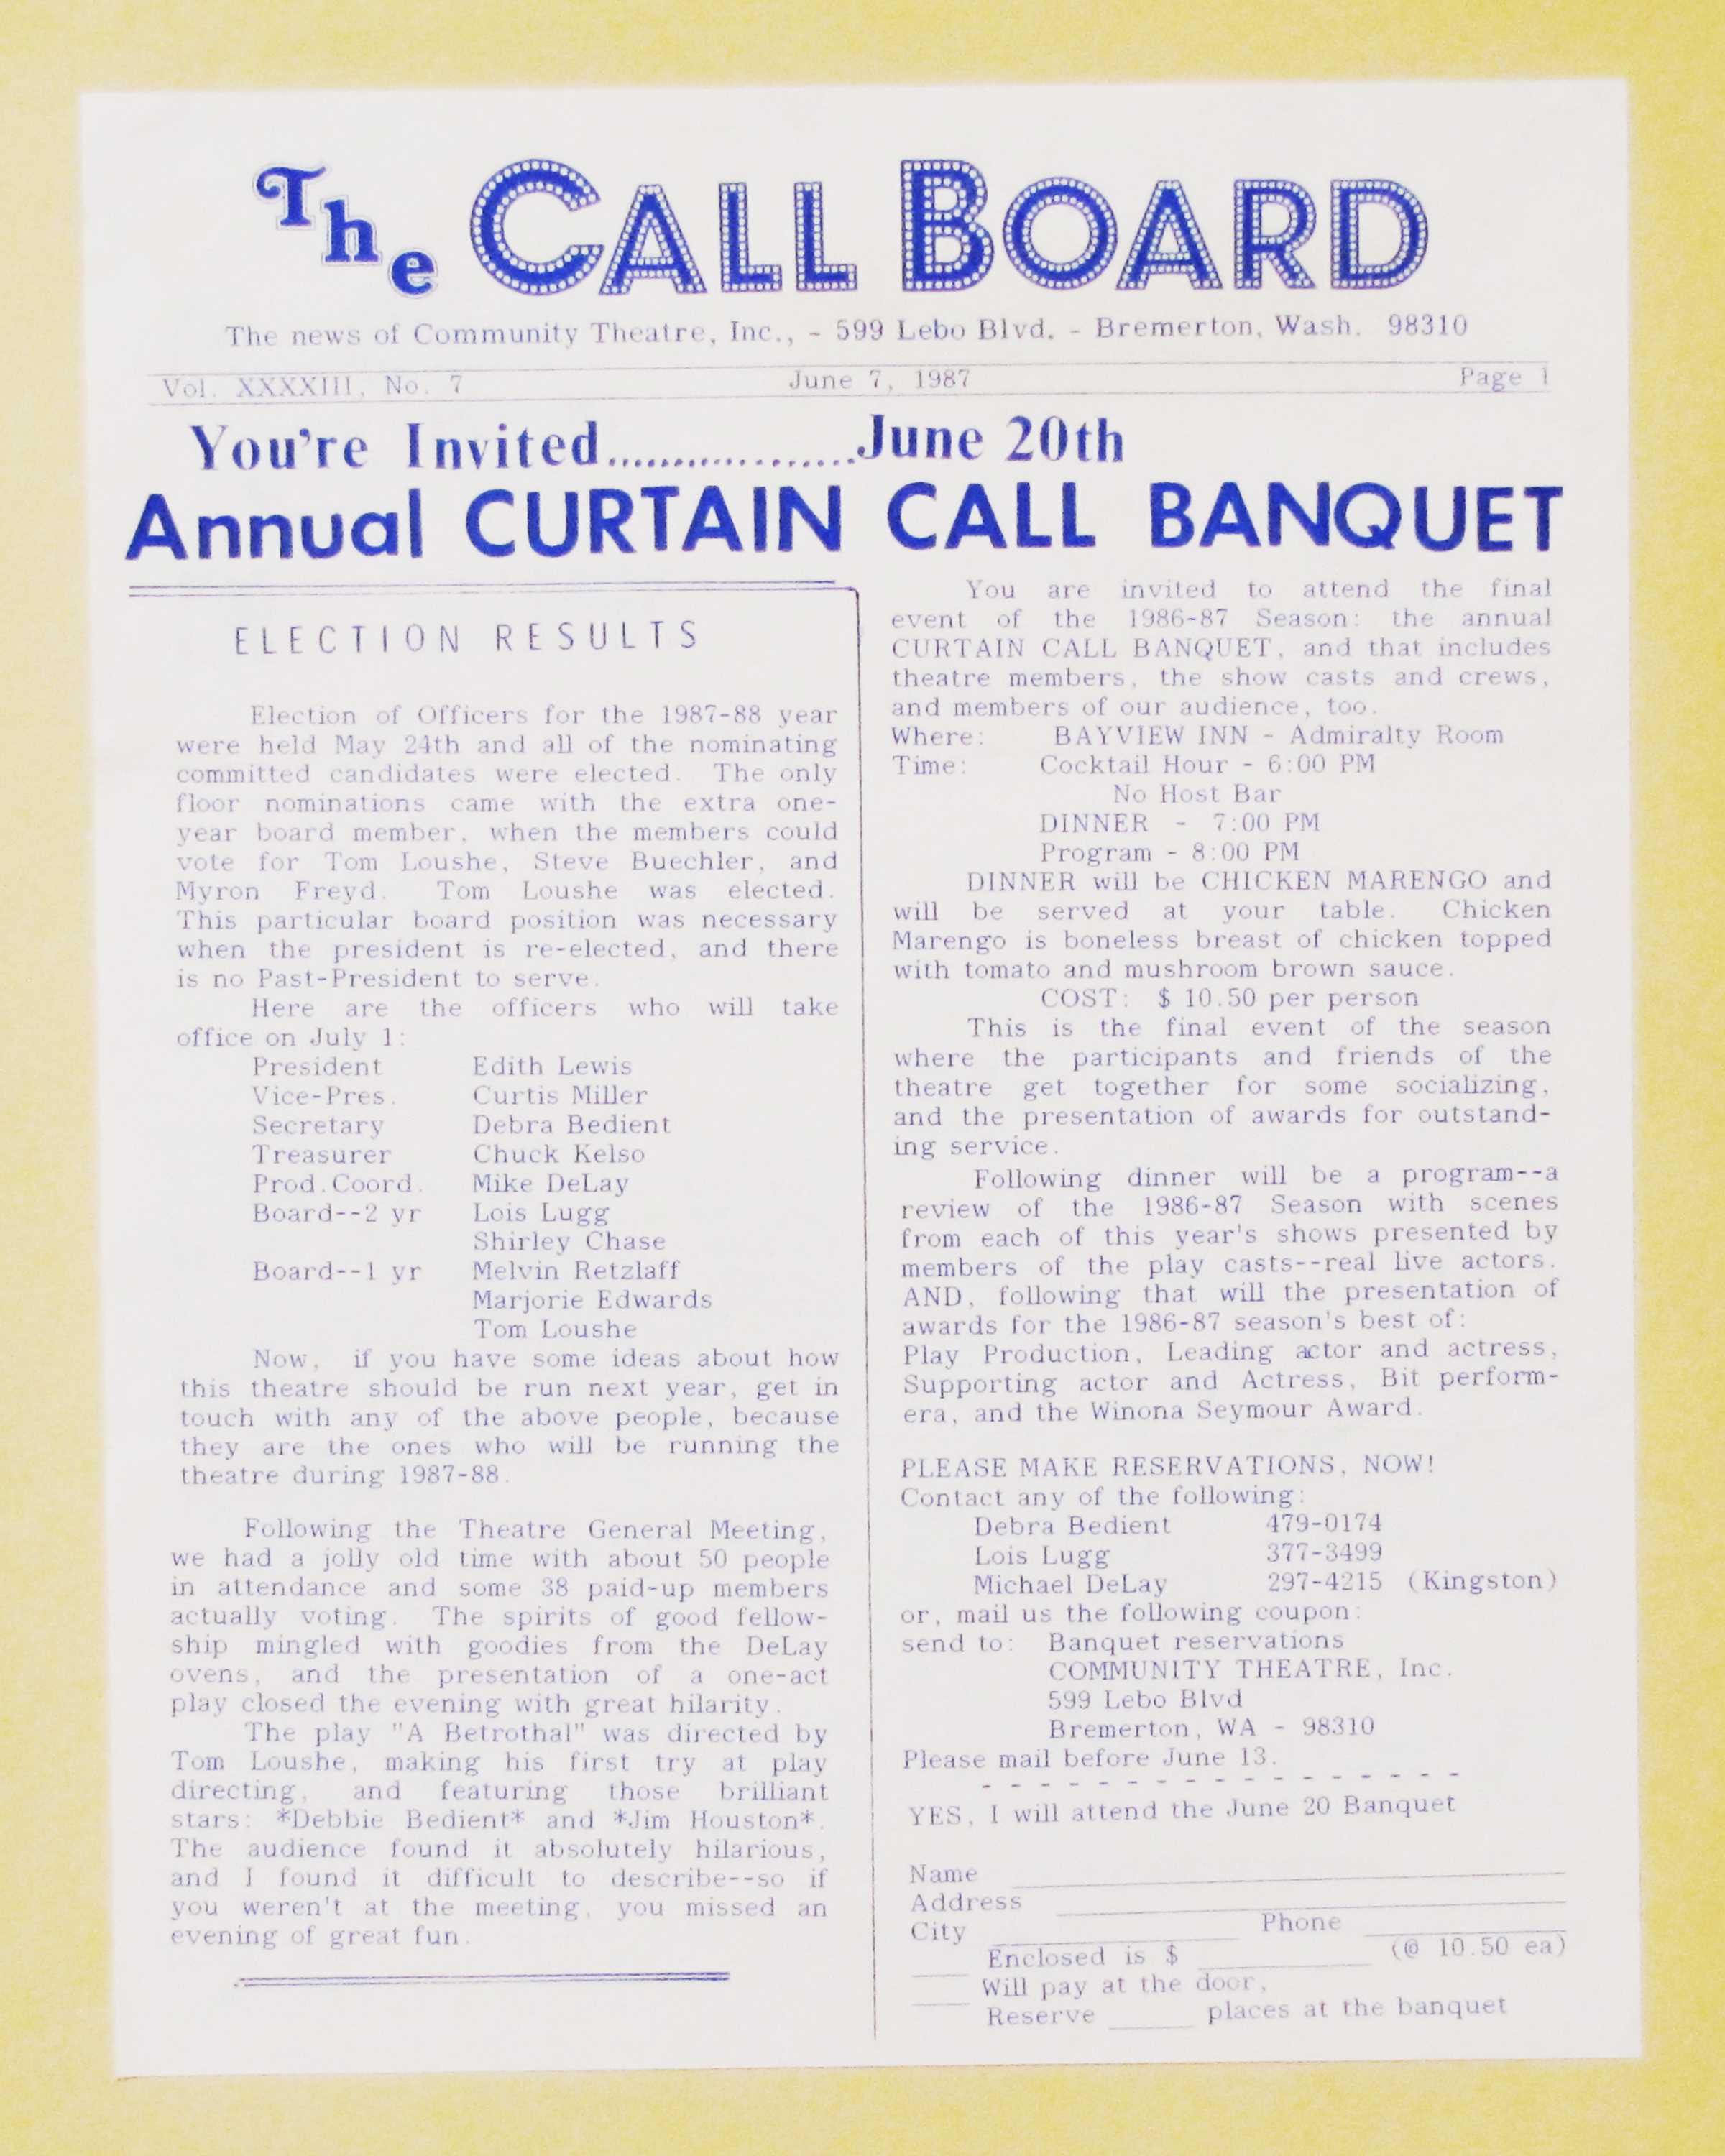 The CALL BOARD
The news of Community Theatre, Inc., - 599 Lebo Blvd. - Bremerton, Wash. 98310
Vol. XXXXIII, No. 7 June 7, 1987 Page 1
You're Invited..................June 20th
Annual CURTAIN CALL BANQUET
ELECTION RESULTS
Election of Officers for the 1987-88 year
were held May 24th and all of the nominating
committed candidates were elected. The only
floor nominations came with the extra one-
year board member, when the members could
vote for Tom Loushe, Steve Buechler, and
Myron Freyd. Tom Loushe was elected.
This particular board position was necessary
when the president is re-elected, and there
is no Past-President to serve.
Here are the officers who will take
office on July 1:
President Edith Lewis
Vice-Pres. Curtis Miller
Secretary Debra Bedient
Treasurer Chuck Kelso
Prod.Coord. Mike DeLay
Board--2 yr Lois Lugg
Shirley Chase
Board--1 yr Melvin Retzlaff
Marjorie Edwards
Tom Loushe
Now, if you have some ideas about how
this theatre should be run next year, get in
touch with any of the above people, because
they are the ones who will be running the
theatre during 1987-88.
Following the Theatre General Meeting,
we had a jolly old time with about 50 people
in attendance and some 38 paid-up members
actually voting. The spirits of good fellow-
ship mingled with goodies from the DeLay
ovens, and the presentation of a one-act
play closed the evening with great hilarity.
The play "A Betrothal" was directed by
Tom Loushe, making his first try at play
directing, and featuring those brilliant
stars: *Debbie Bedient* and *Jim Houston*.
The audience found it absolutely hilarious,
and I found it difficult to describe--so if
you weren't at the meeting, you missed an
evening of great fun.
You are invited to attend the final
event of the 1986-87 Season: the annual
CURTAIN CALL BANQUET, and that includes
theatre members, the show casts and crews,
and members of our audience, too.
Where: BAYVIEW INN - Admiralty Room
Time: Cocktail Hour - 6:00 PM
No Host Bar
DINNER - 7:00 PM
Program - 8:00 PM
DINNER will be CHICKEN MARENGO and
will be served at your table. Chicken
Marengo is boneless breast of chicken topped
with tomato and mushroom brown sauce.
COST: $ 10.50 per person
This is the final event of the season
where the participants and friends of the
theatre get together for some socializing,
and the presentation of awards for outstand-
ing service.
Following dinner will be a program--a
review of the 1986-87 Season with scenes
from each of this year's shows presented by
members of the play casts--real live actors.
AND, following that will the presentation of
awards for the 1986-87 season's best of:
Play Production, Leading actor and actress,
Supporting actor and Actress, Bit perform-
era, and the Winona Seymour Award.
PLEASE MAKE RESERVATIONS, NOW!
Contact any of the following:
Debra Bedient 479-0174
Lois Lugg 377-3499
Michael DeLay 297-4215 (Kingston)
or, mail us the following coupon:
send to: Banquet reservations
COMMUNITY THEATRE, Inc.
599 Lebo Blvd
Bremerton, WA - 98310
Please mail before June 13.
- - - - - - - - - - - - - - - - -
YES, I will attend the June 20 Banquet
Name
Address
City Phone
Enclosed is $ (@ 10.50 ea)
Will pay at the door,
Reserve places at the banquet